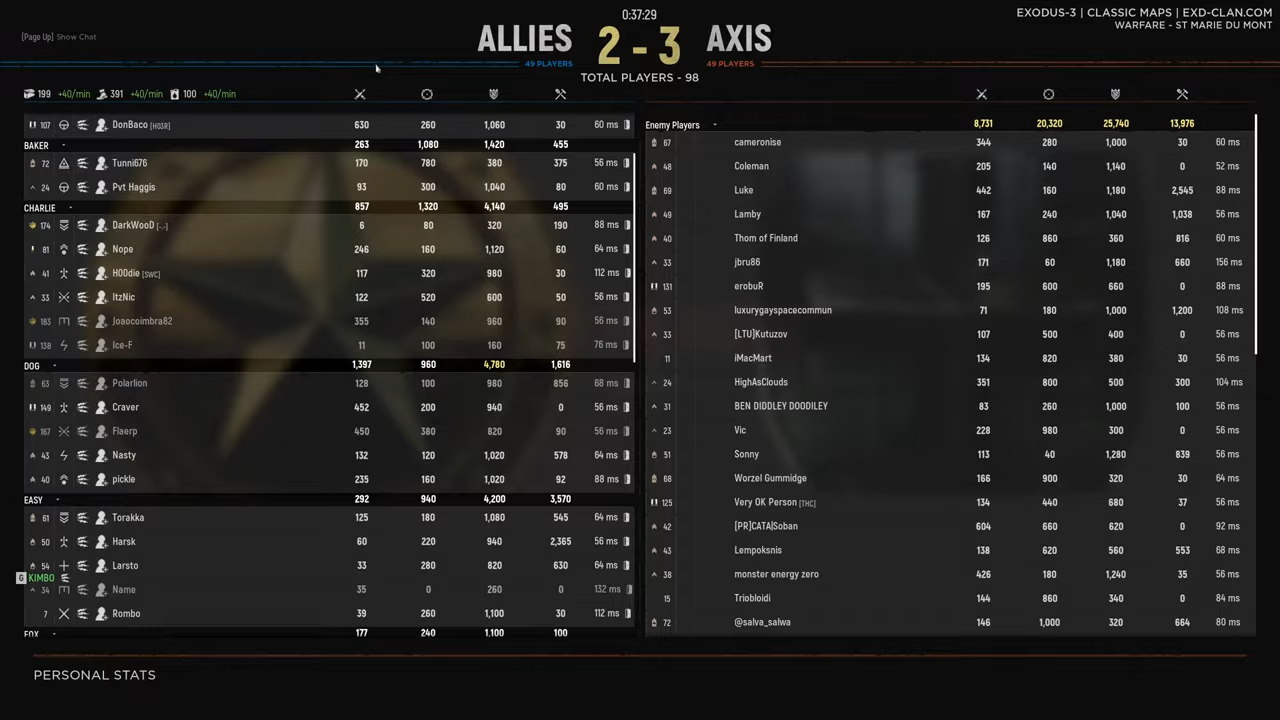 0:37:29
EXODUS-3 | CLASSIC MAPS | EXD-CLAN.COM
WARFARE - ST MARIE DU MONT
[Page Up] Show Chat
ALLIES 2 - 3 AXIS
49 PLAYERS 49 PLAYERS
TOTAL PLAYERS - 98
199 +40/min 391 +40/min 100 +40/min
107 DonBaco [H03R] 630 260 1,060 30 60 ms
BAKER - 263 1,080 1,420 455
72 Tunni676 170 780 380 375 56 ms
24 Pvt Haggis 93 300 1,040 80 60 ms
CHARLIE - 857 1,320 4,140 495
174 DarkWooD [-.-] 6 80 320 190 88 ms
81 Nope 246 160 1,120 60 64 ms
41 H00die [SWC] 117 320 980 30 112 ms
33 ItzNic 122 520 600 50 56 ms
183 Joaocoimbra82 355 140 960 90 56 ms
138 Ice-F 11 100 160 75 76 ms
DOG - 1,397 960 4,780 1,616
63 Polarlion 128 100 980 856 68 ms
149 Craver 452 200 940 0 56 ms
167 Flaerp 450 380 820 90 56 ms
43 Nasty 132 120 1,020 578 64 ms
40 pickle 235 160 1,020 92 88 ms
EASY - 292 940 4,200 3,570
61 Torakka 125 180 1,080 545 64 ms
50 Harsk 60 220 940 2,365 56 ms
54 Larsto 33 280 820 630 64 ms
G KIMBO
34 Name 35 0 260 0 132 ms
7 Rombo 39 260 1,100 30 112 ms
FOX - 177 240 1,100 100
Enemy Players - 8,731 20,320 25,740 13,976
67 cameronise 344 280 1,000 30 60 ms
48 Coleman 205 140 1,140 0 52 ms
69 Luke 442 160 1,180 2,545 88 ms
49 Lamby 167 240 1,040 1,038 56 ms
40 Thom of Finland 126 860 360 816 60 ms
33 jbru86 171 60 1,180 660 156 ms
131 erobuR 195 600 660 0 88 ms
53 luxurygayspacecommun 71 180 1,000 1,200 108 ms
33 [LTU]Kutuzov 107 500 400 0 56 ms
11 iMacMart 134 820 380 30 56 ms
24 HighAsClouds 351 800 500 300 104 ms
31 BEN DIDDLEY DOODILEY 83 260 1,000 100 56 ms
23 Vic 228 980 300 0 56 ms
51 Sonny 113 40 1,280 839 56 ms
68 Worzel Gummidge 166 900 320 30 64 ms
125 Very OK Person [THC] 134 440 680 37 56 ms
42 [PR]CATA|Soban 604 660 620 0 92 ms
43 Lempoksnis 138 620 560 553 68 ms
38 monster energy zero 426 180 1,240 35 56 ms
15 Triobloidi 144 860 340 0 84 ms
72 @salva_salwa 146 1,000 320 664 80 ms
PERSONAL STATS